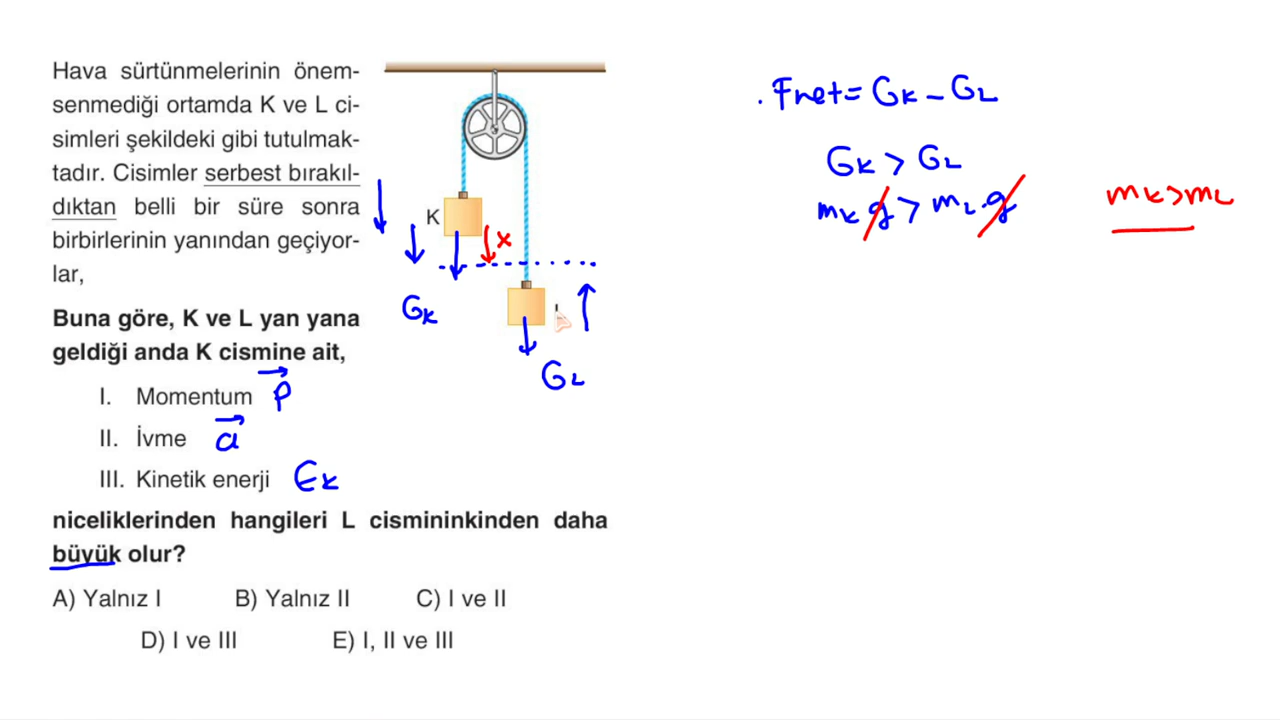 Hava sürtünmelerinin önem-
senmediği ortamda K ve L ci-
simleri şekildeki gibi tutulmak-
tadır. Cisimler serbest bırakıl-
dıktan belli bir süre sonra
birbirlerinin yanından geçiyor-
lar,
Buna göre, K ve L yan yana
geldiği anda K cismine ait,
I. Momentum P
II. İvme a
III. Kinetik enerji Ek
niceliklerinden hangileri L cismininkinden daha
büyük olur?
A) Yalnız I B) Yalnız II C) I ve II
D) I ve III E) I, II ve III
K
x
GK
GL
. Fnet = GK - GL
GK > GL
mK g > mL . g
mK > mL